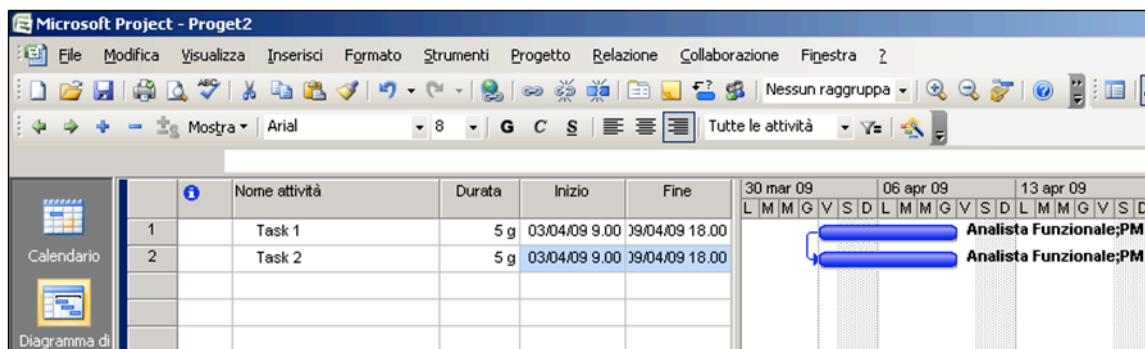 Microsoft Project - Proget2
File Modifica Visualizza Inserisci Formato Strumenti Progetto Relazione Collaborazione Finestra ?
ABC Nessun raggruppa
Mostra Arial 8 G C S Tutte le attività
Nome attività Durata Inizio Fine 30 mar 09 06 apr 09 13 apr 09
L M M G V S D L M M G V S D L M M G V S D
1 Task 1 5 g 03/04/09 9.00 09/04/09 18.00 Analista Funzionale;PM
Calendario 2 Task 2 5 g 03/04/09 9.00 09/04/09 18.00 Analista Funzionale;PM
Diagramma di